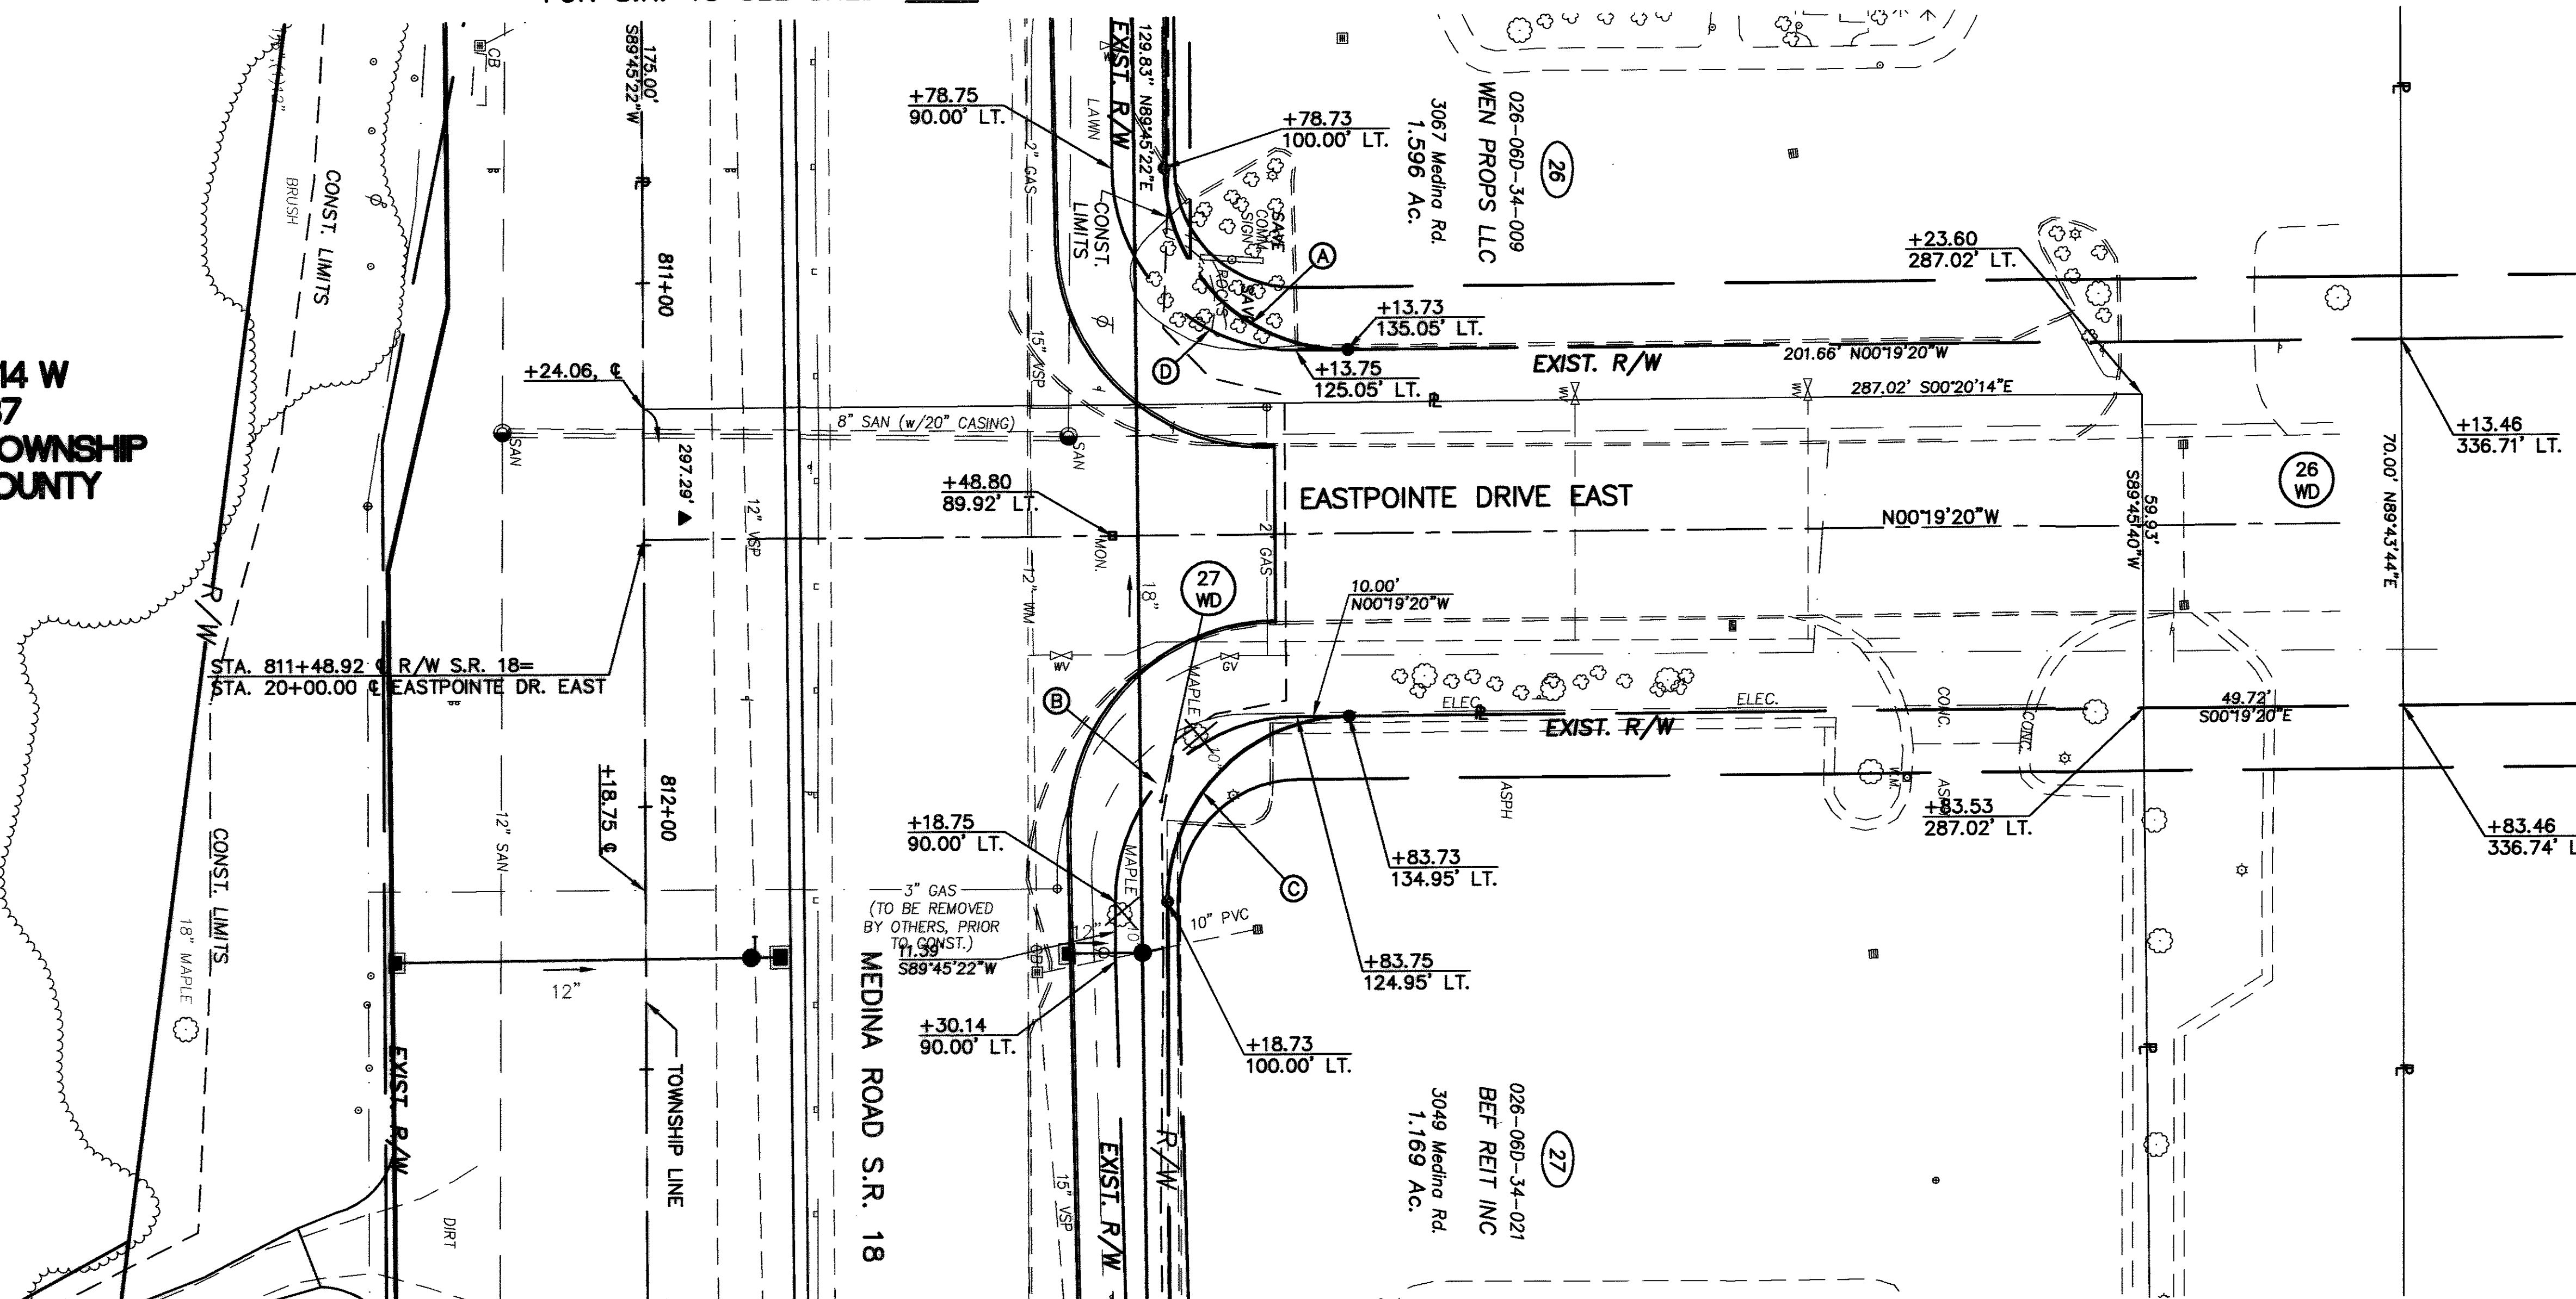 175.00'
S89°45'22"W
CB
BRUSH
CONST. LIMITS
14 W
OWNSHIP
OUNTY
811+00
+24.06, ℄
297.29' ▲
8" SAN (w/20" CASING)
SAN
SAN
12" VSP
R/W
STA. 811+48.92 ℄ R/W S.R. 18=
STA. 20+00.00 ℄ EASTPOINTE DR. EAST
812+00
+18.75 ℄
12" SAN
CONST. LIMITS
18" MAPLE
12"
EXIST. R/W
TOWNSHIP LINE
DIRT
MEDINA ROAD S.R. 18
+78.75
90.00' LT.
EXIST. R/W
129.83' N89°45'22"E
LAWN
2" GAS
CONST.
LIMITS
+78.73
100.00' LT.
SAVE
COMM.
SIGN
ROCKS
SAVE
A
D
15" VSP
+13.73
135.05' LT.
+13.75
125.05' LT.
+48.80
89.92' LT.
MON.
12" WM
18"
2" GAS
27
WD
WV
GV
10.00'
N00°19'20"W
B
MAPLE
10"
+18.75
90.00' LT.
MAPLE
10"
3" GAS
(TO BE REMOVED
BY OTHERS, PRIOR
TO CONST.)
11.39'
S89°45'22"W
12"
CB
10" PVC
+30.14
90.00' LT.
+18.73
100.00' LT.
C
+83.73
134.95' LT.
+83.75
124.95' LT.
15" VSP
EXIST. R/W
R/W
26
026-06D-34-009
WEN PROPS LLC
3067 Medina Rd.
1.596 Ac.
EXIST. R/W
201.66' N00°19'20"W
287.02' S00°20'14"E
WV
WV
+23.60
287.02' LT.
+13.46
336.71' LT.
EASTPOINTE DRIVE EAST
N00°19'20"W
59.93'
S89°45'40"W
26
WD
70.00' N89°43'44"E
ELEC.
ELEC.
EXIST. R/W
CONC.
CONC.
49.72'
S00°19'20"E
ASPH
W.M.
ASPH
+83.53
287.02' LT.
+83.46
336.74' L
27
026-06D-34-021
BEF REIT INC
3049 Medina Rd.
1.169 Ac.